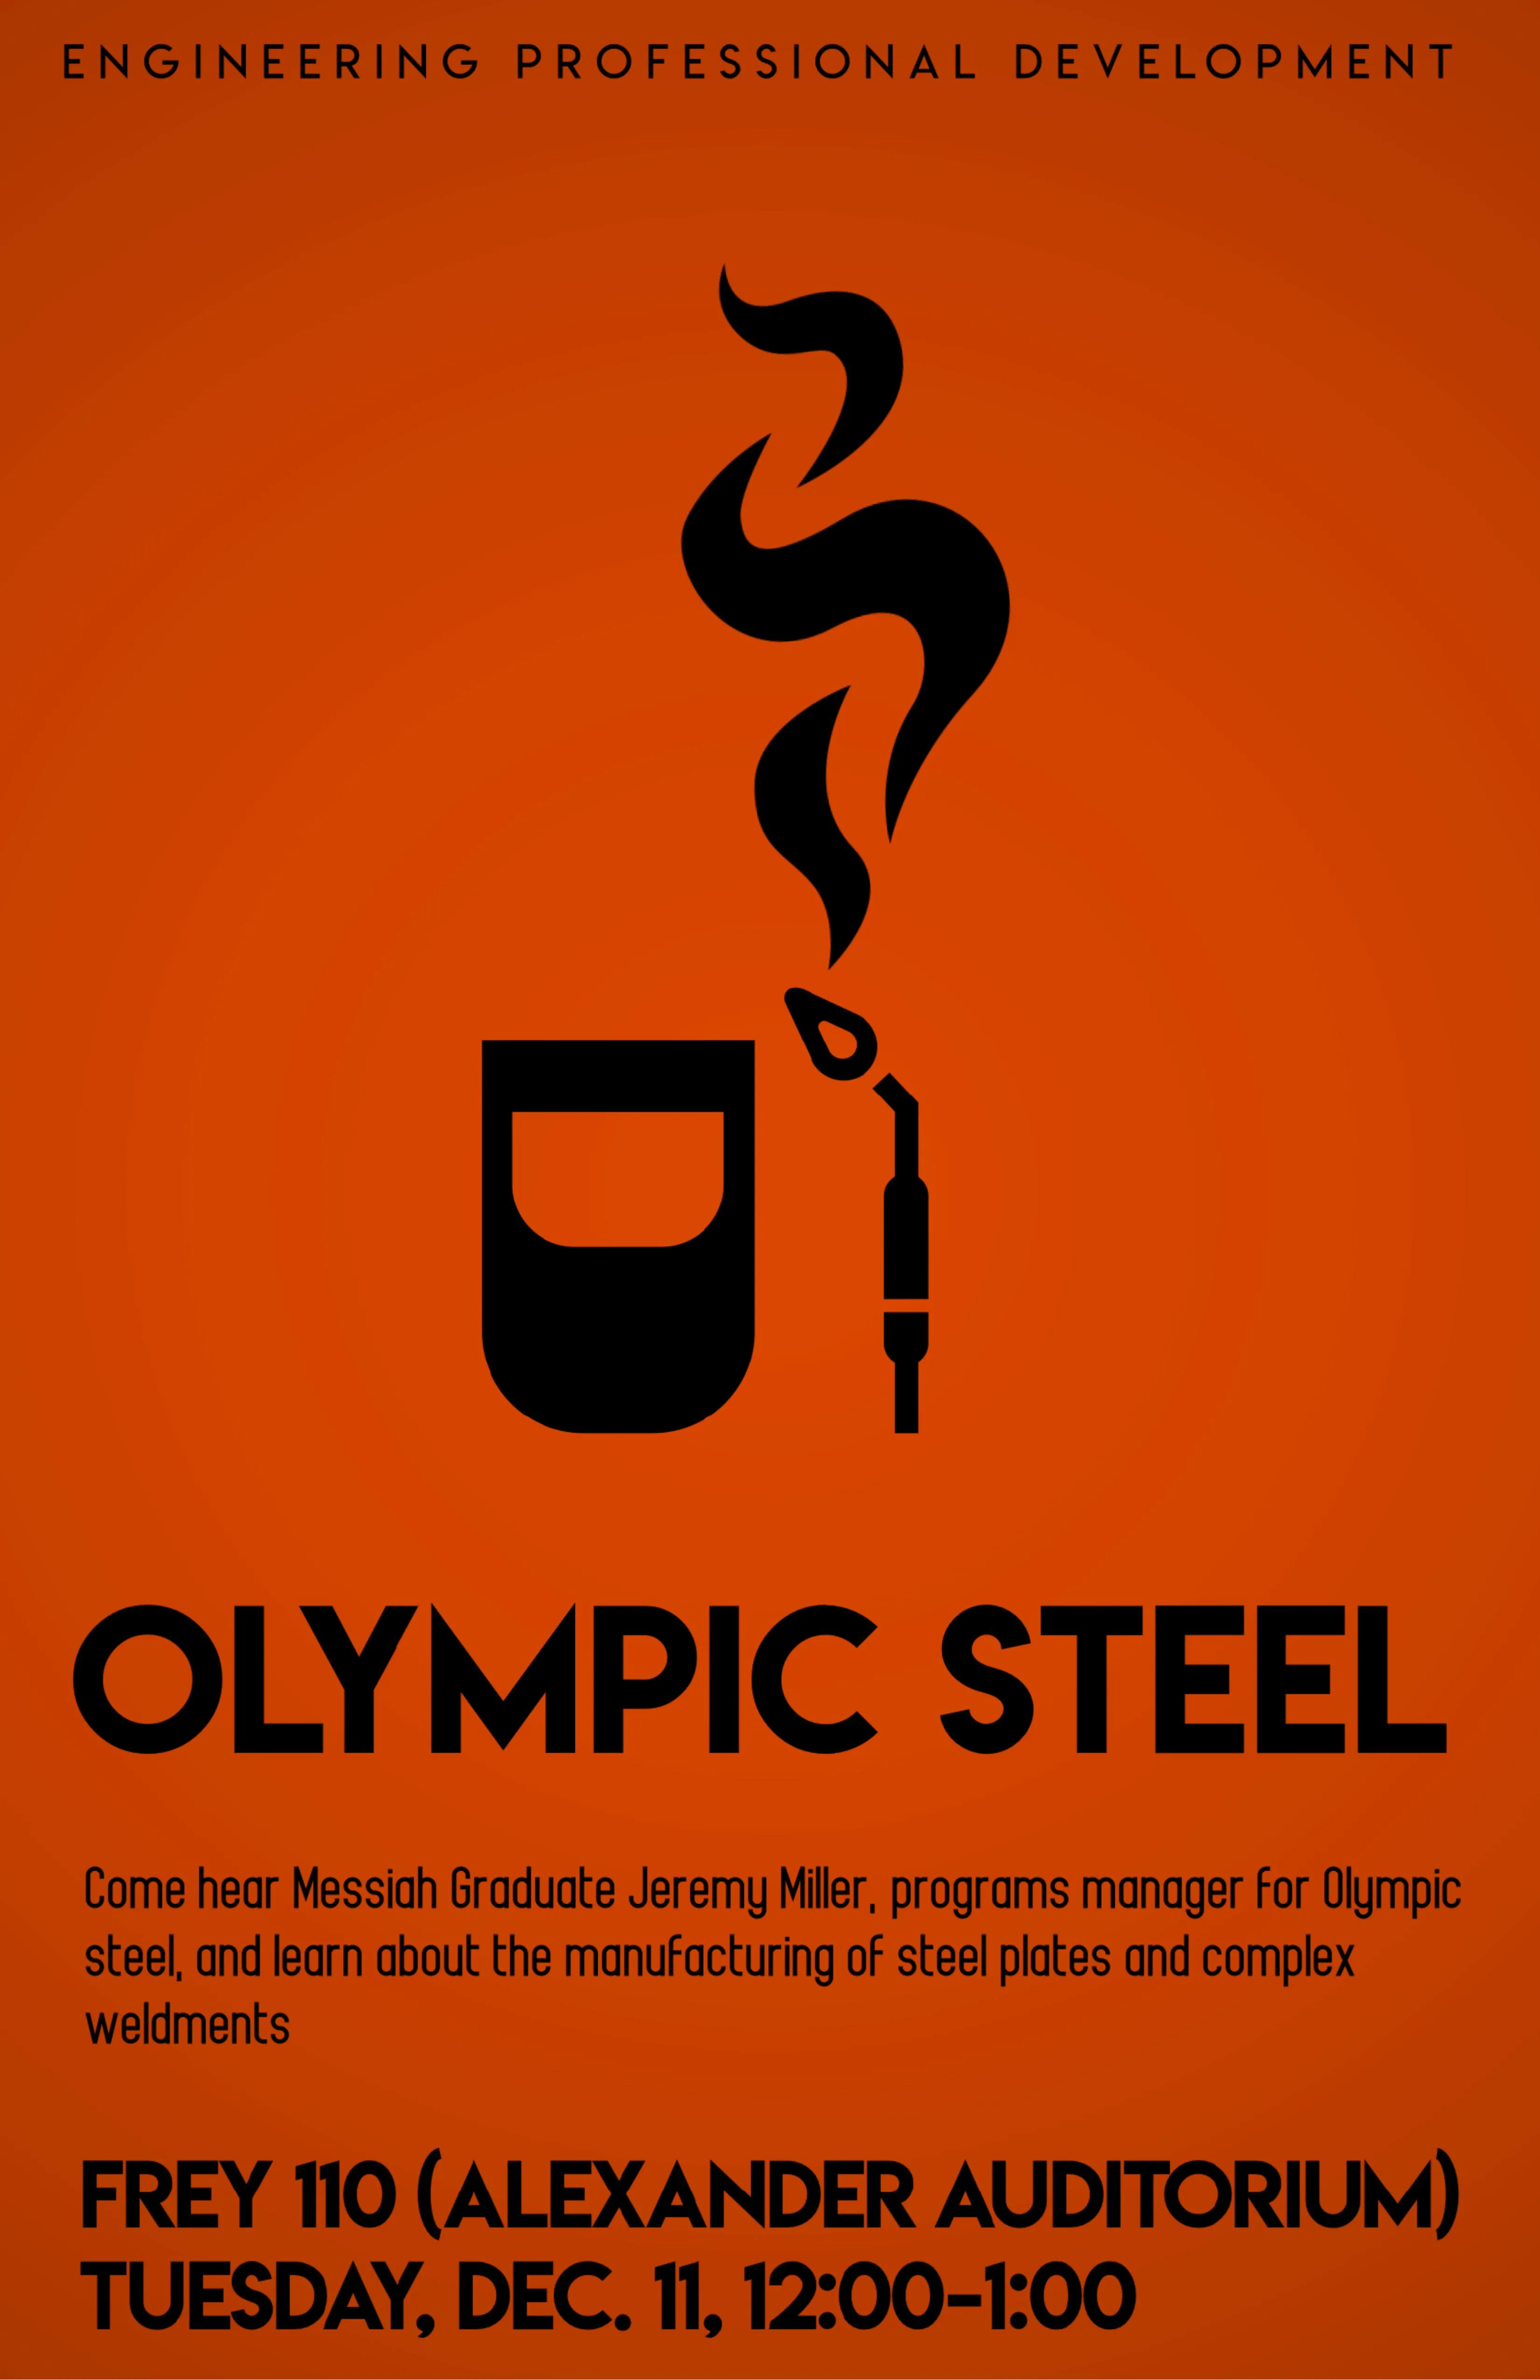 ENGINEERING PROFESSIONAL DEVELOPMENT
OLYMPIC STEEL
Come hear Messiah Graduate Jeremy Miller, programs manager for Olympic
steel, and learn about the manufacturing of steel plates and complex
weldments
FREY 110 (ALEXANDER AUDITORIUM)
TUESDAY, DEC. 11, 12:00-1:00